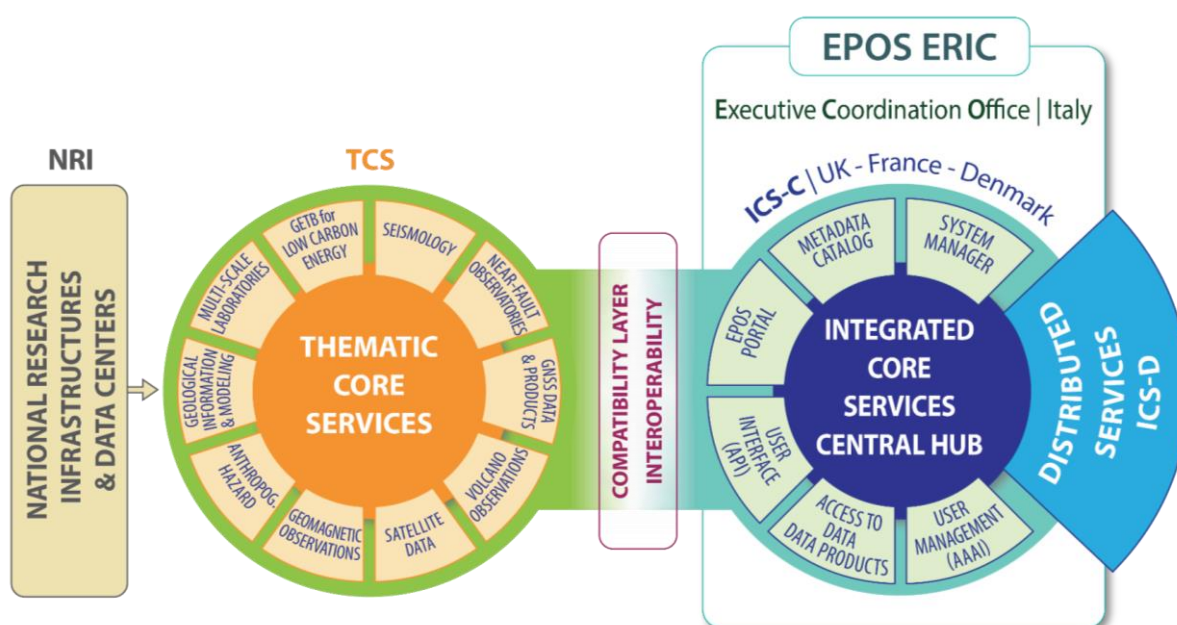 EPOS ERIC
Executive Coordination Office | Italy
NRI
NATIONAL RESEARCH
INFRASTRUCTURES
& DATA CENTERS
TCS
SEISMOLOGY
NEAR-FAULT
OBSERVATORIES
GNSS DATA
& PRODUCTS
VOLCANO
OBSERVATIONS
SATELLITE
DATA
GEOMAGNETIC
OBSERVATIONS
ANTHROPOG.
HAZARD
GEOLOGICAL
INFORMATION
& MODELING
MULTI-SCALE
LABORATORIES
GETB for
LOW CARBON
ENERGY
THEMATIC
CORE
SERVICES
COMPATIBILITY LAYER
INTEROPERABILITY
ICS-C | UK - France - Denmark
METADATA
CATALOG
SYSTEM
MANAGER
EPOS
PORTAL
USER
INTERFACE
(API)
ACCESS TO
DATA
DATA PRODUCTS
USER
MANAGEMENT
(AAAI)
INTEGRATED
CORE
SERVICES
CENTRAL HUB
DISTRIBUTED
SERVICES
ICS-D